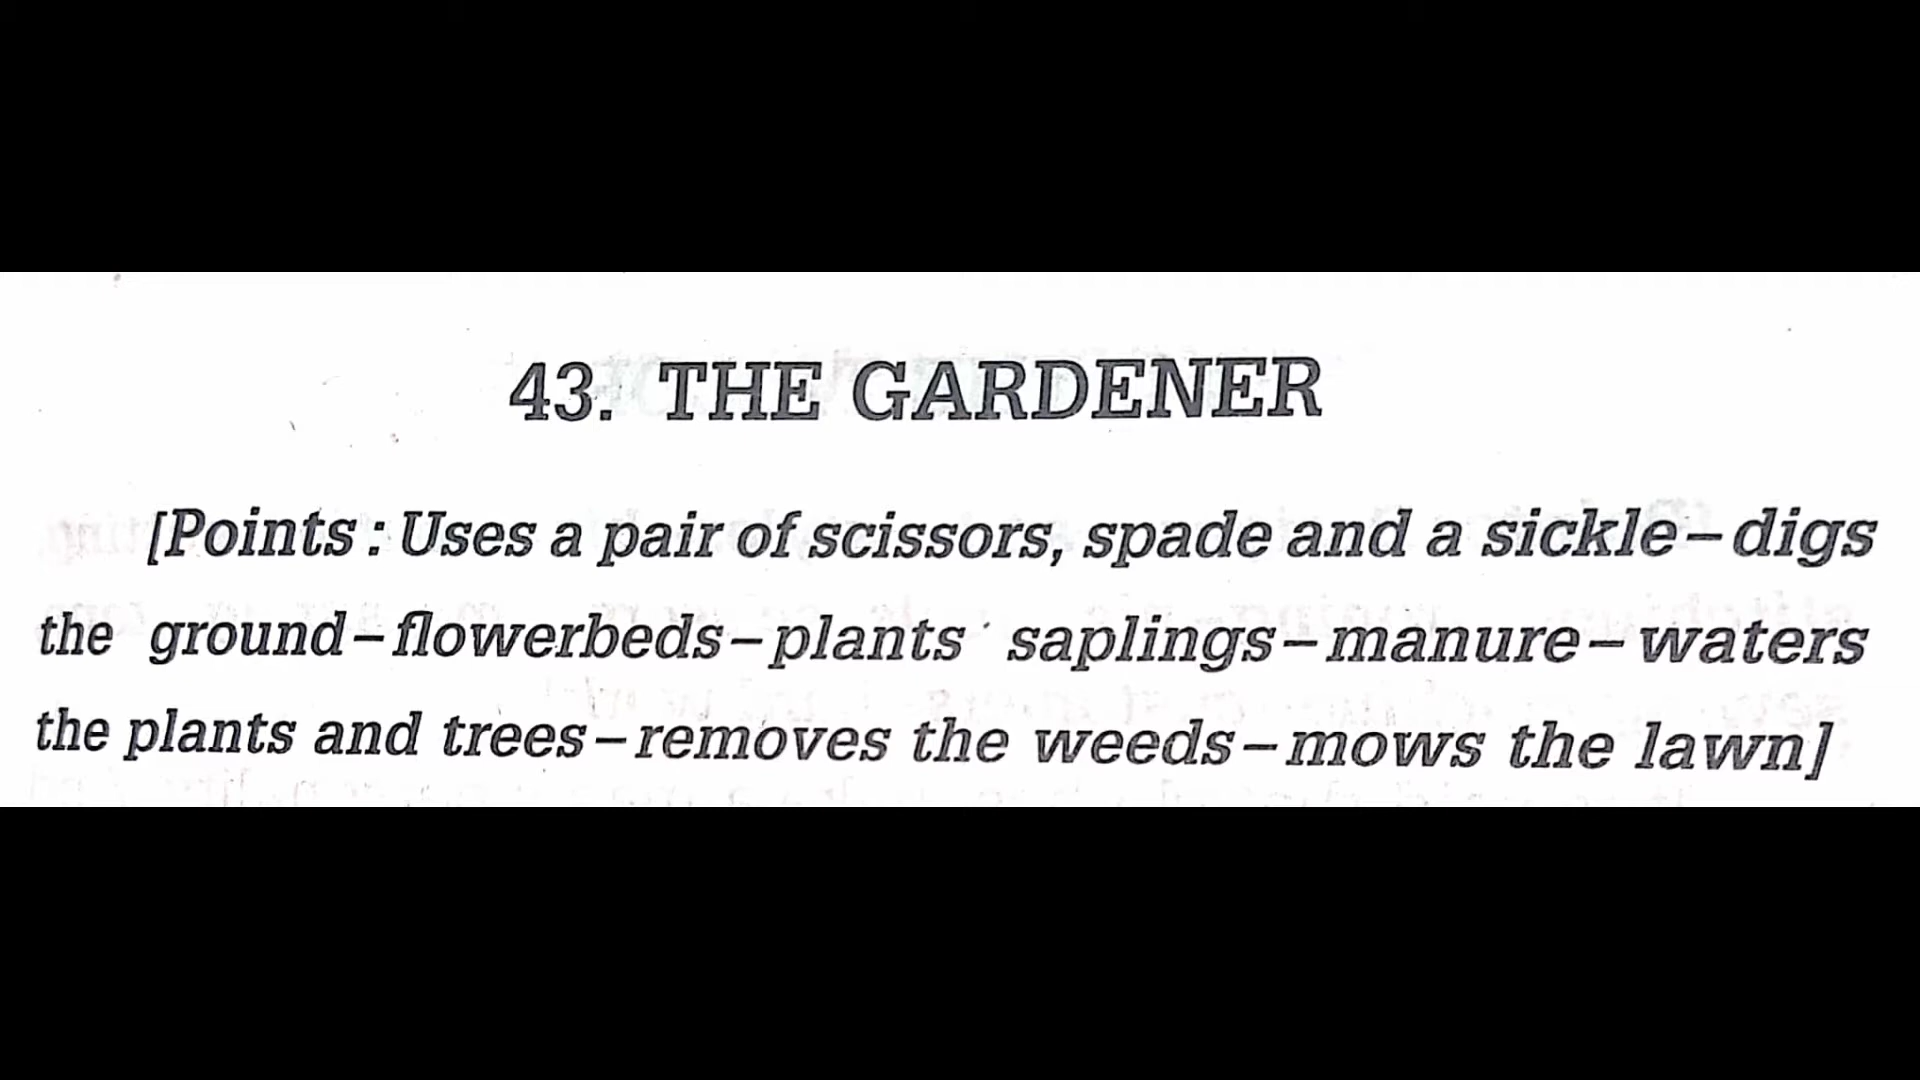 43. THE GARDENER
[Points : Uses a pair of scissors, spade and a sickle–digs
the ground–flowerbeds–plants saplings–manure–waters
the plants and trees–removes the weeds–mows the lawn]